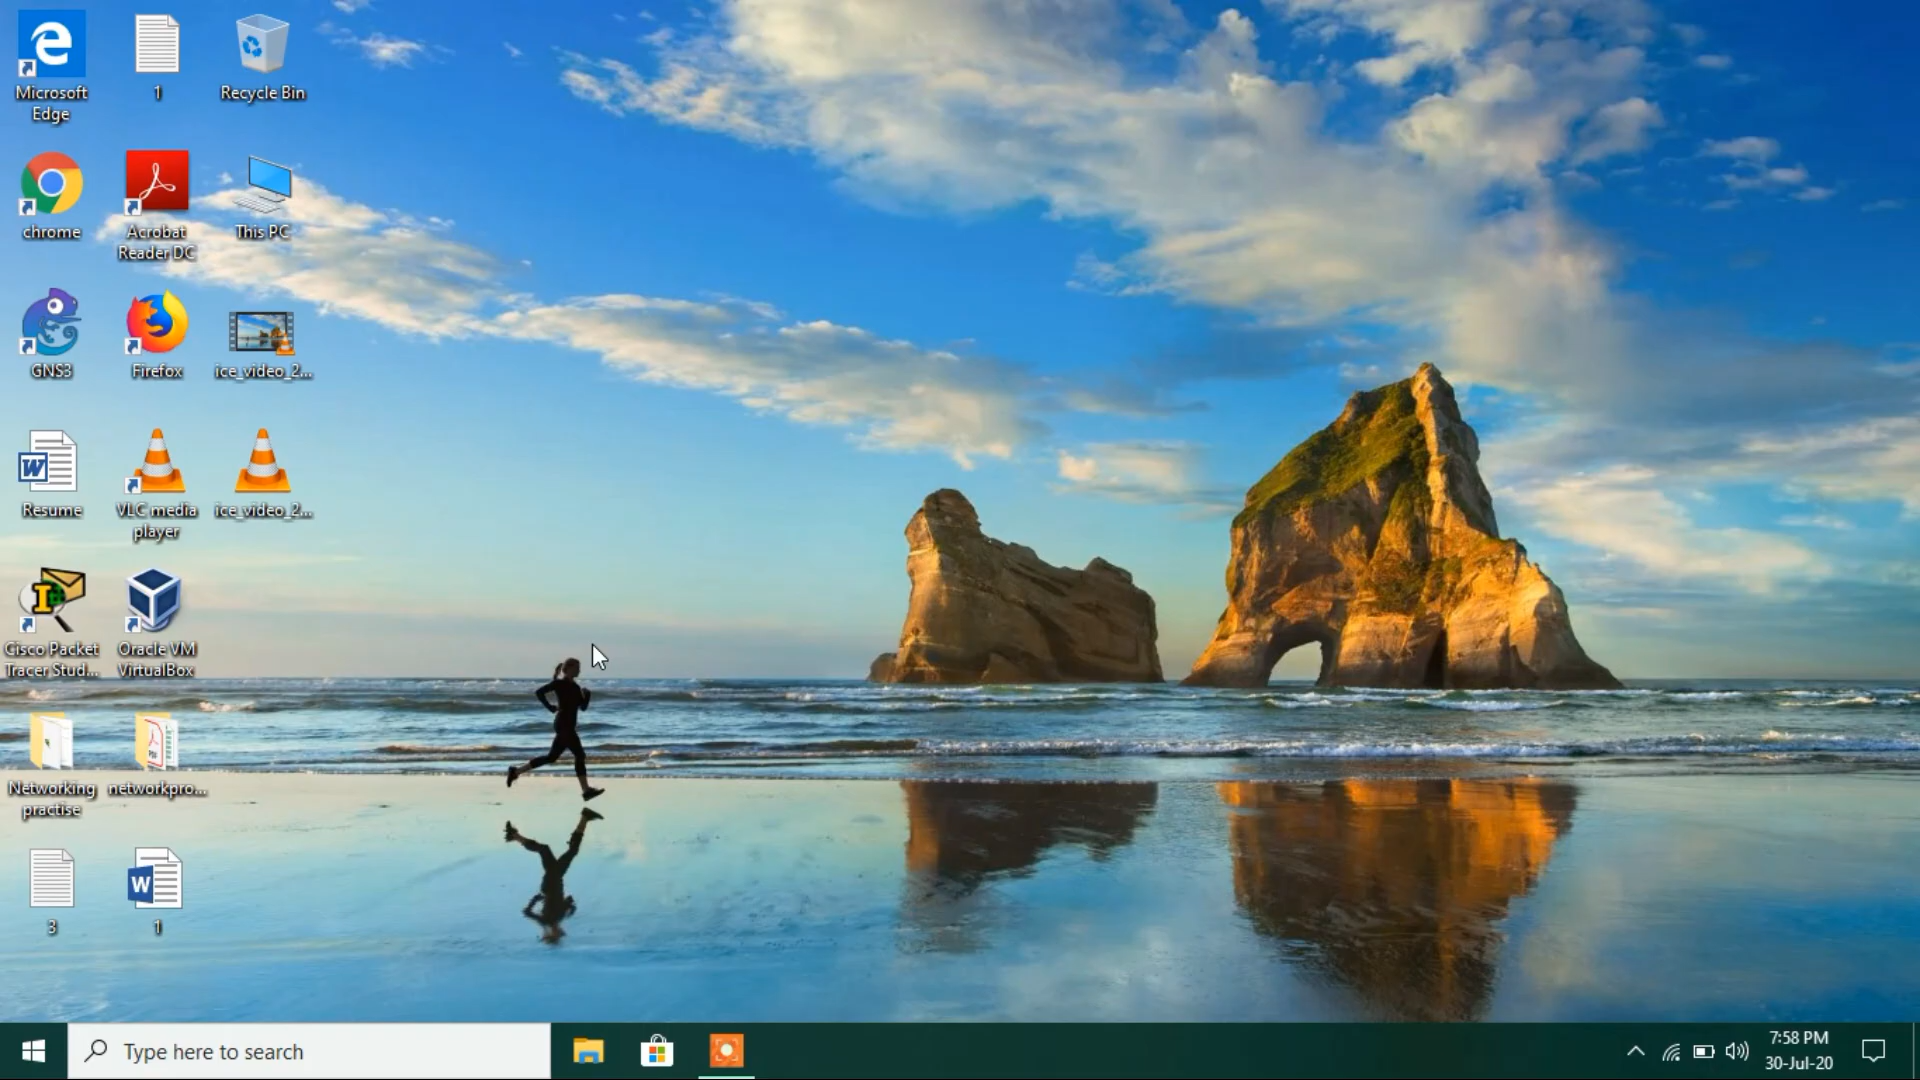 Microsoft
Edge
1
Recycle Bin
chrome
Acrobat
Reader DC
This PC
GNS3
Firefox
ice_video_2...
Resume
VLC media
player
ice_video_2...
Cisco Packet
Tracer Stud...
Oracle VM
VirtualBox
Networking
practise
networkpro...
3
1
Type here to search
7:58 PM
30-Jul-20